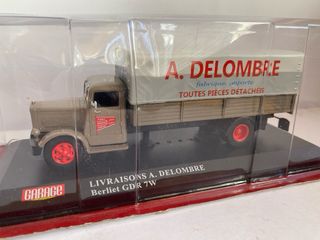 A. DELOMBRE
fabrique, importe
TOUTES PIÈCES DÉTACHÉES
LIVRAISONS A. DELOMBRE
Berliet GDR 7W
GARAGE